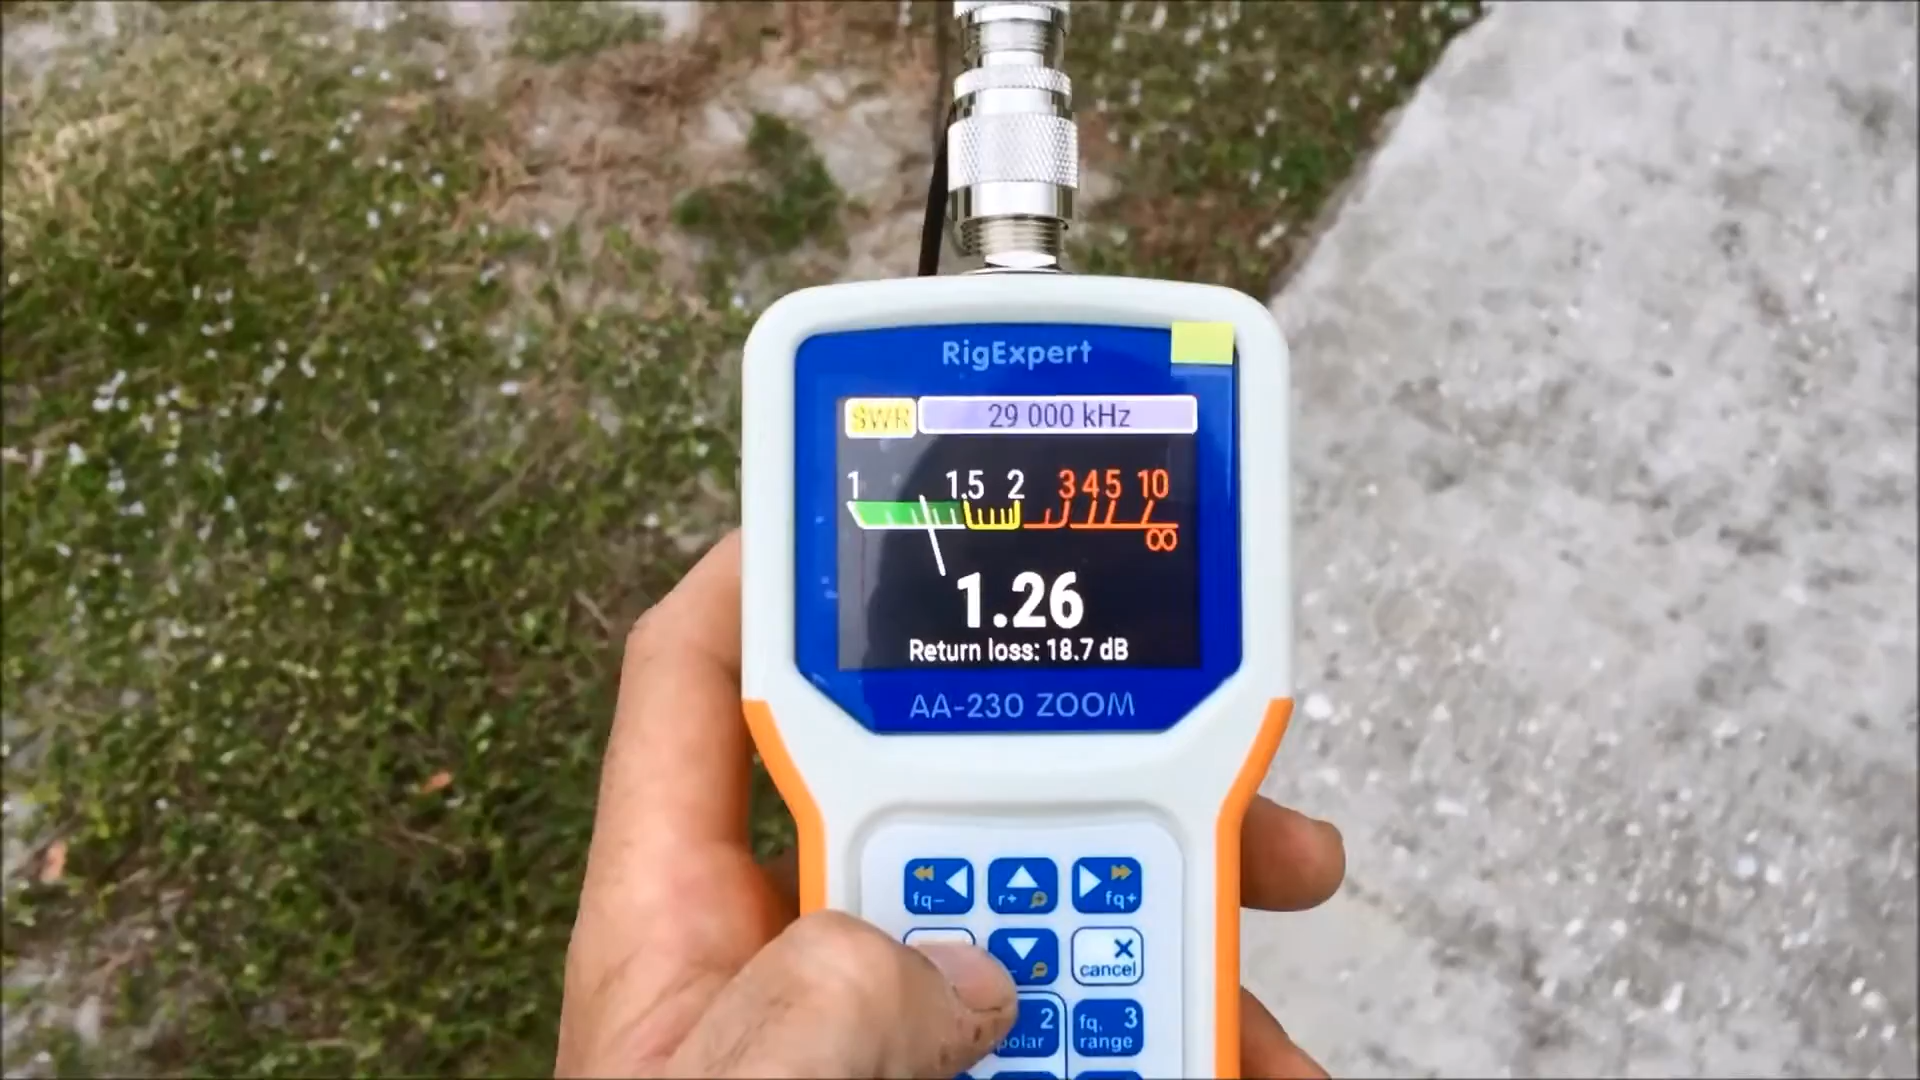 RigExpert
SWR 29 000 kHz
1 1.5 2 3 4 5 10
∞
1.26
Return loss: 18.7 dB
AA-230 ZOOM
fq- r+ fq+
cancel
2 fq, 3
polar range